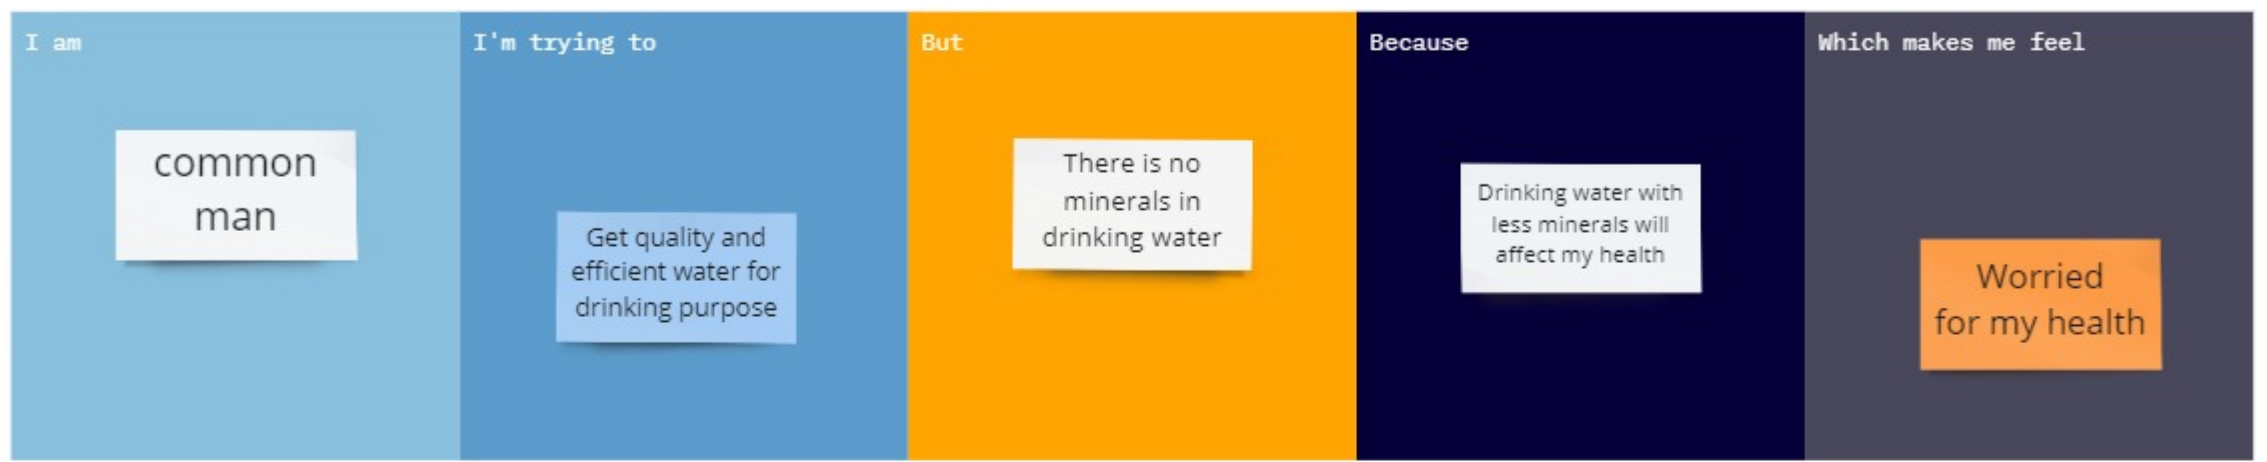 I am
common
man
I'm trying to
Get quality and
efficient water for
drinking purpose
But
There is no
minerals in
drinking water
Because
Drinking water with
less minerals will
affect my health
Which makes me feel
Worried
for my health